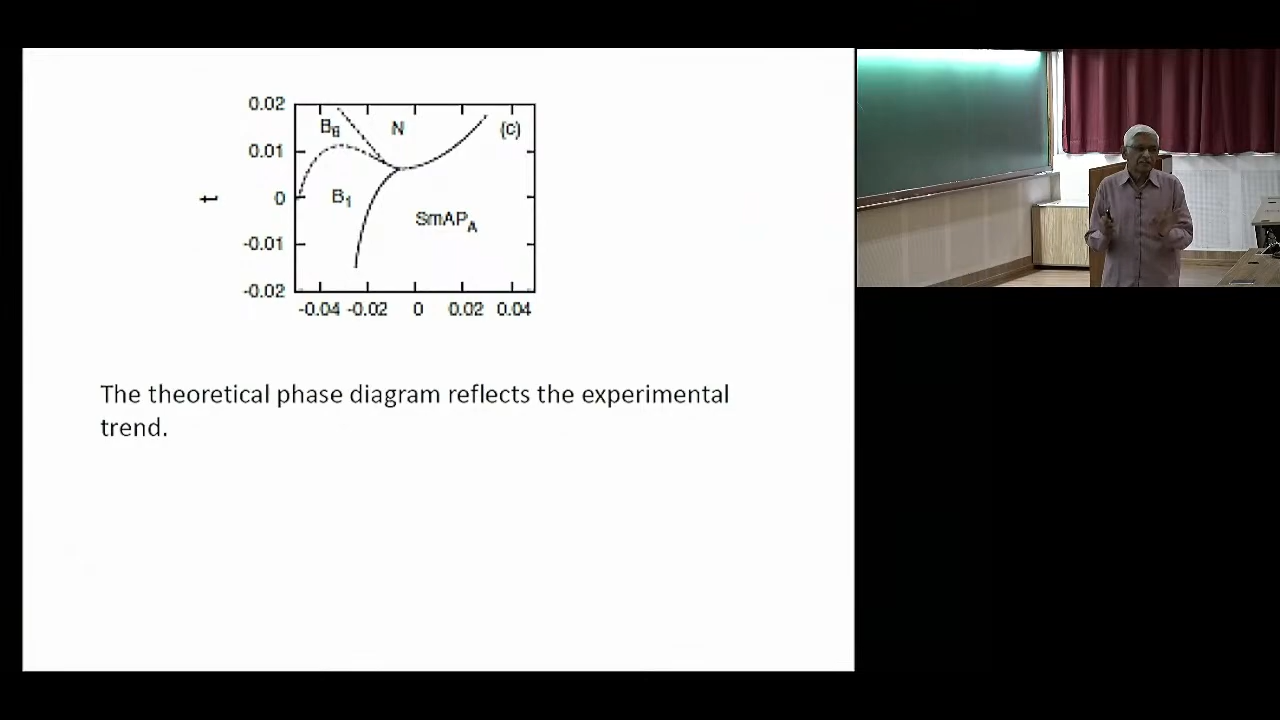 0.02
B6 N (c)
0.01
t 0 B1
SmAPA
-0.01
-0.02
-0.04 -0.02 0 0.02 0.04
The theoretical phase diagram reflects the experimental
trend.